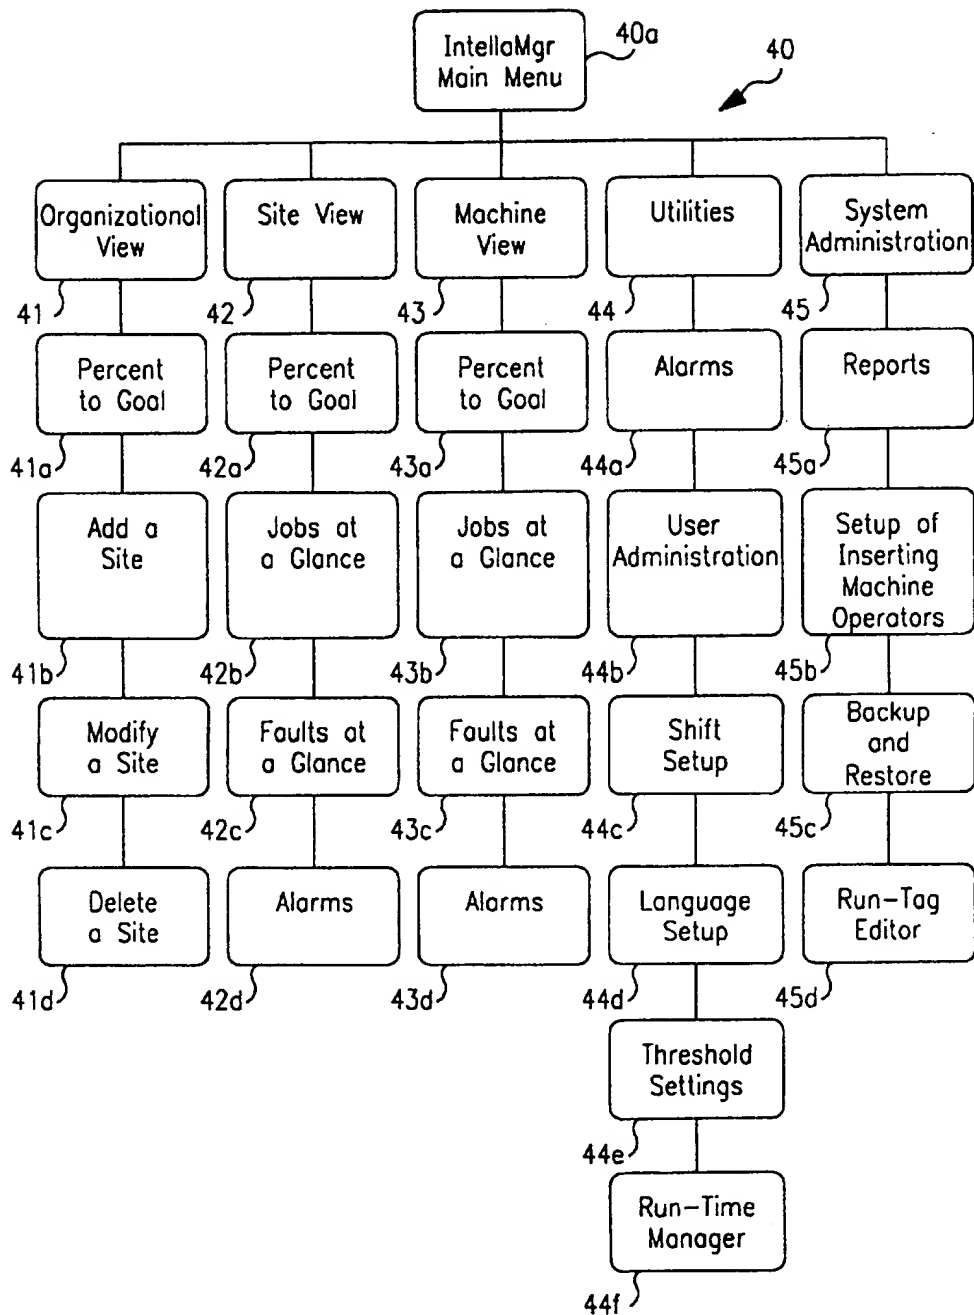 IntellaMgr
Main Menu
40a
40
Organizational
View
Site View
Machine
View
Utilities
System
Administration
41
42
43
44
45
Percent
to Goal
Percent
to Goal
Percent
to Goal
Alarms
Reports
41a
42a
43a
44a
45a
Add a
Site
Jobs at
a Glance
Jobs at
a Glance
User
Administration
Setup of
Inserting
Machine
Operators
41b
42b
43b
44b
45b
Modify
a Site
Faults at
a Glance
Faults at
a Glance
Shift
Setup
Backup
and
Restore
41c
42c
43c
44c
45c
Delete
a Site
Alarms
Alarms
Language
Setup
Run-Tag
Editor
41d
42d
43d
44d
45d
Threshold
Settings
44e
Run-Time
Manager
44f